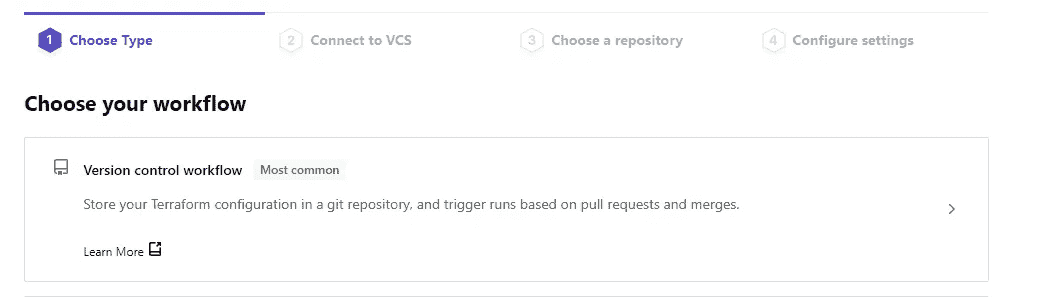 1 Choose Type 2 Connect to VCS 3 Choose a repository 4 Configure settings
Choose your workflow
Version control workflow Most common
Store your Terraform configuration in a git repository, and trigger runs based on pull requests and merges.
Learn More